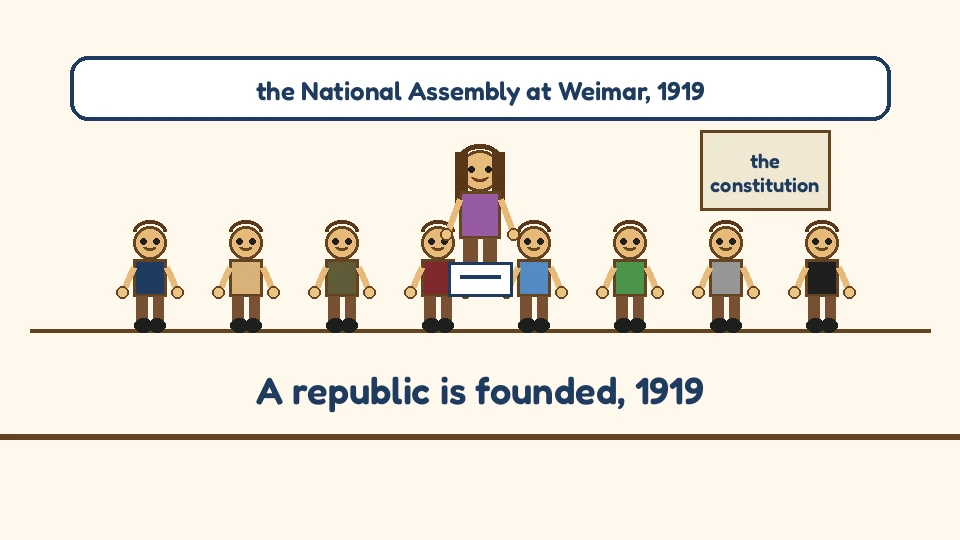 the National Assembly at Weimar, 1919
the
constitution
A republic is founded, 1919